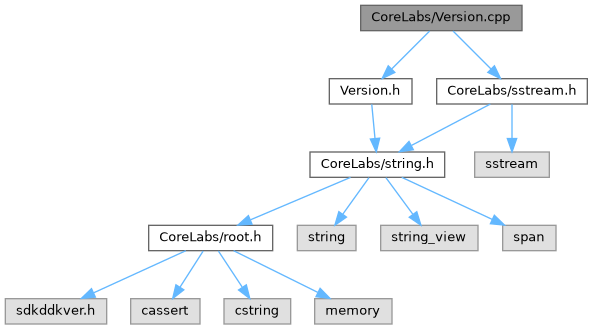 CoreLabs/Version.cpp
Version.h
CoreLabs/sstream.h
CoreLabs/string.h
sstream
CoreLabs/root.h
string
string_view
span
sdkddkver.h
cassert
cstring
memory